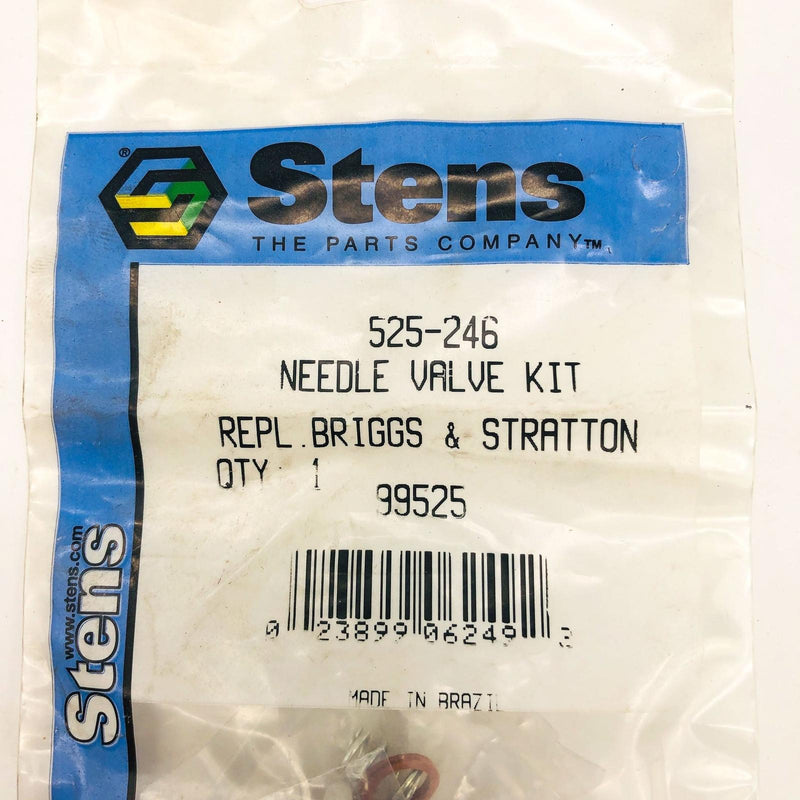 ® Stens
THE PARTS COMPANY™
525-246
NEEDLE VALVE KIT
REPL. BRIGGS & STRATTON
QTY: 1
99525
0 23899 06249 3
MADE IN BRAZIL
www.stens.com
Stens